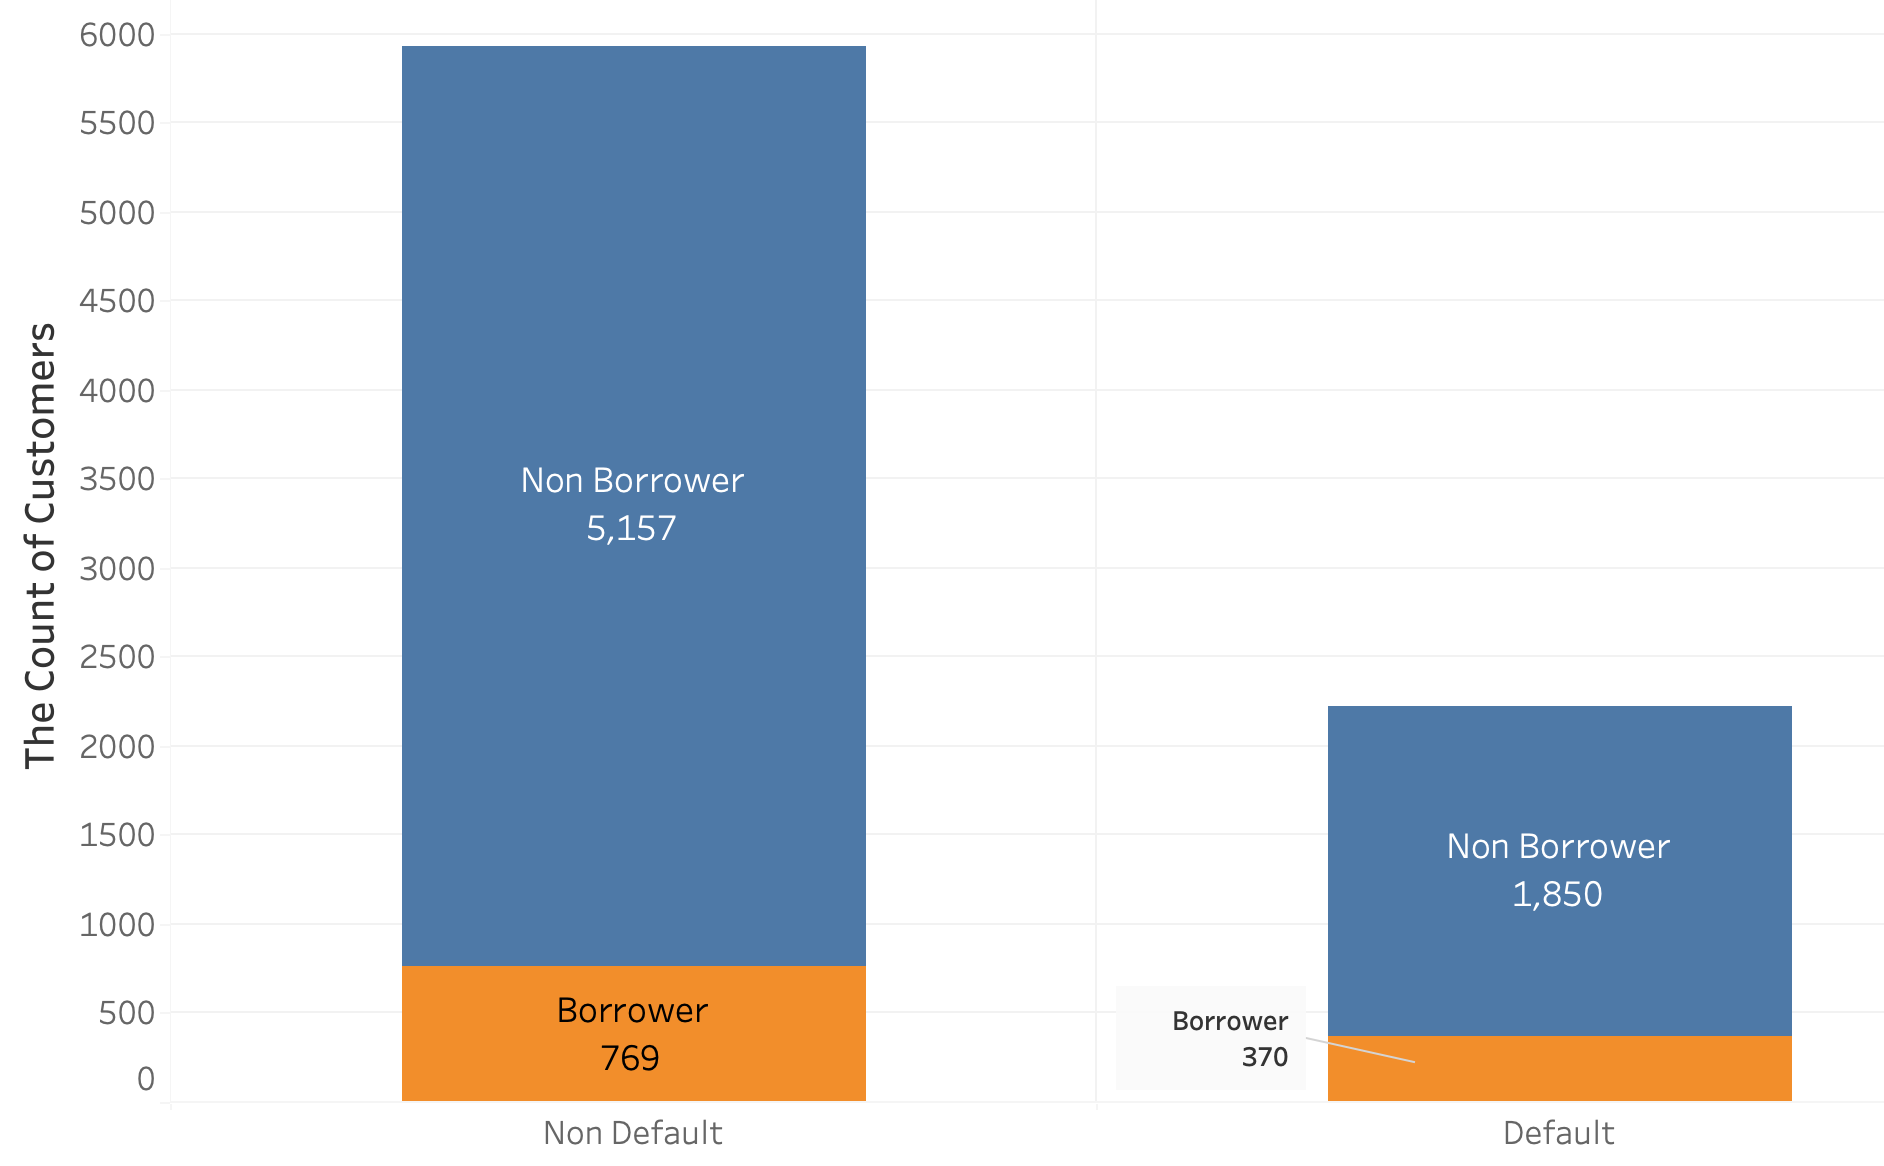 The Count of Customers
6000
5500
5000
4500
4000
3500
3000
2500
2000
1500
1000
500
0
Non Borrower
5,157
Borrower
769
Non Borrower
1,850
Borrower
370
Non Default
Default